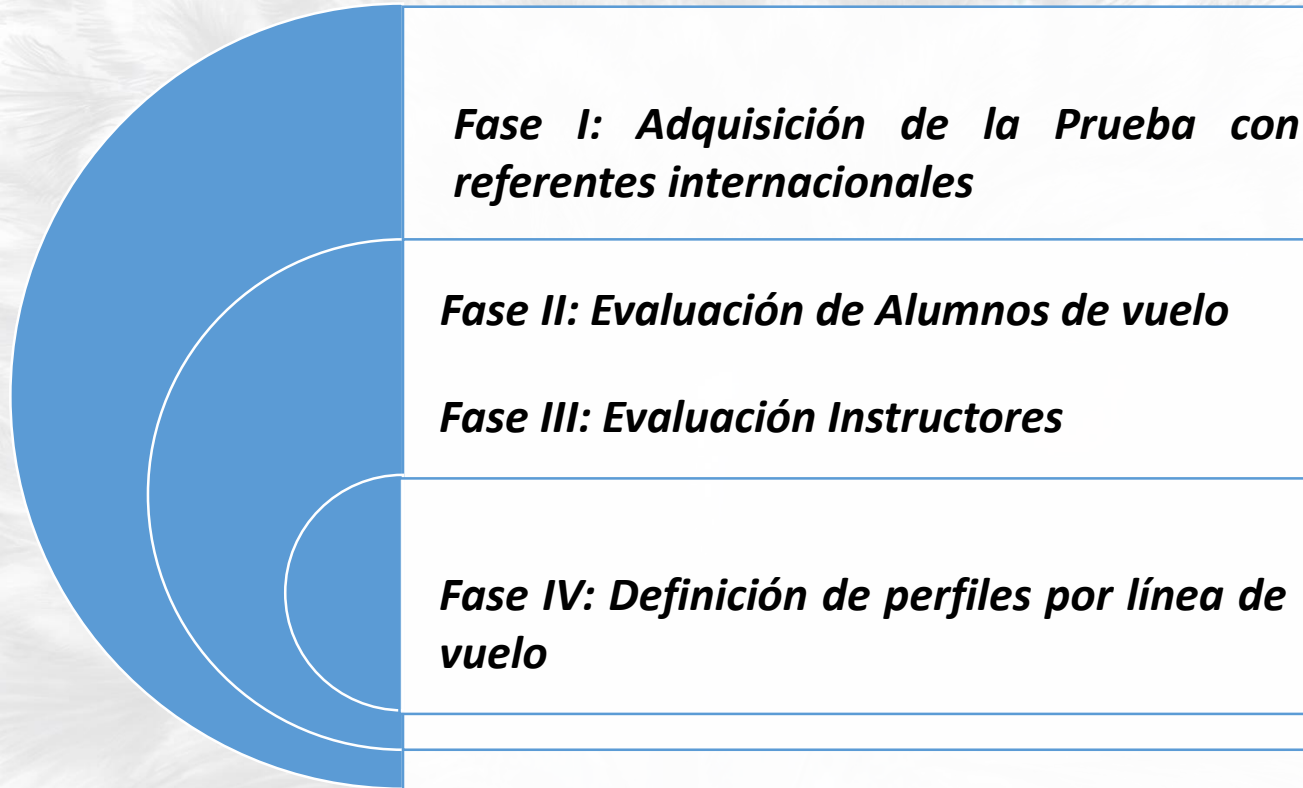 Fase I: Adquisición de la Prueba con
referentes internacionales
Fase II: Evaluación de Alumnos de vuelo
Fase III: Evaluación Instructores
Fase IV: Definición de perfiles por línea de
vuelo